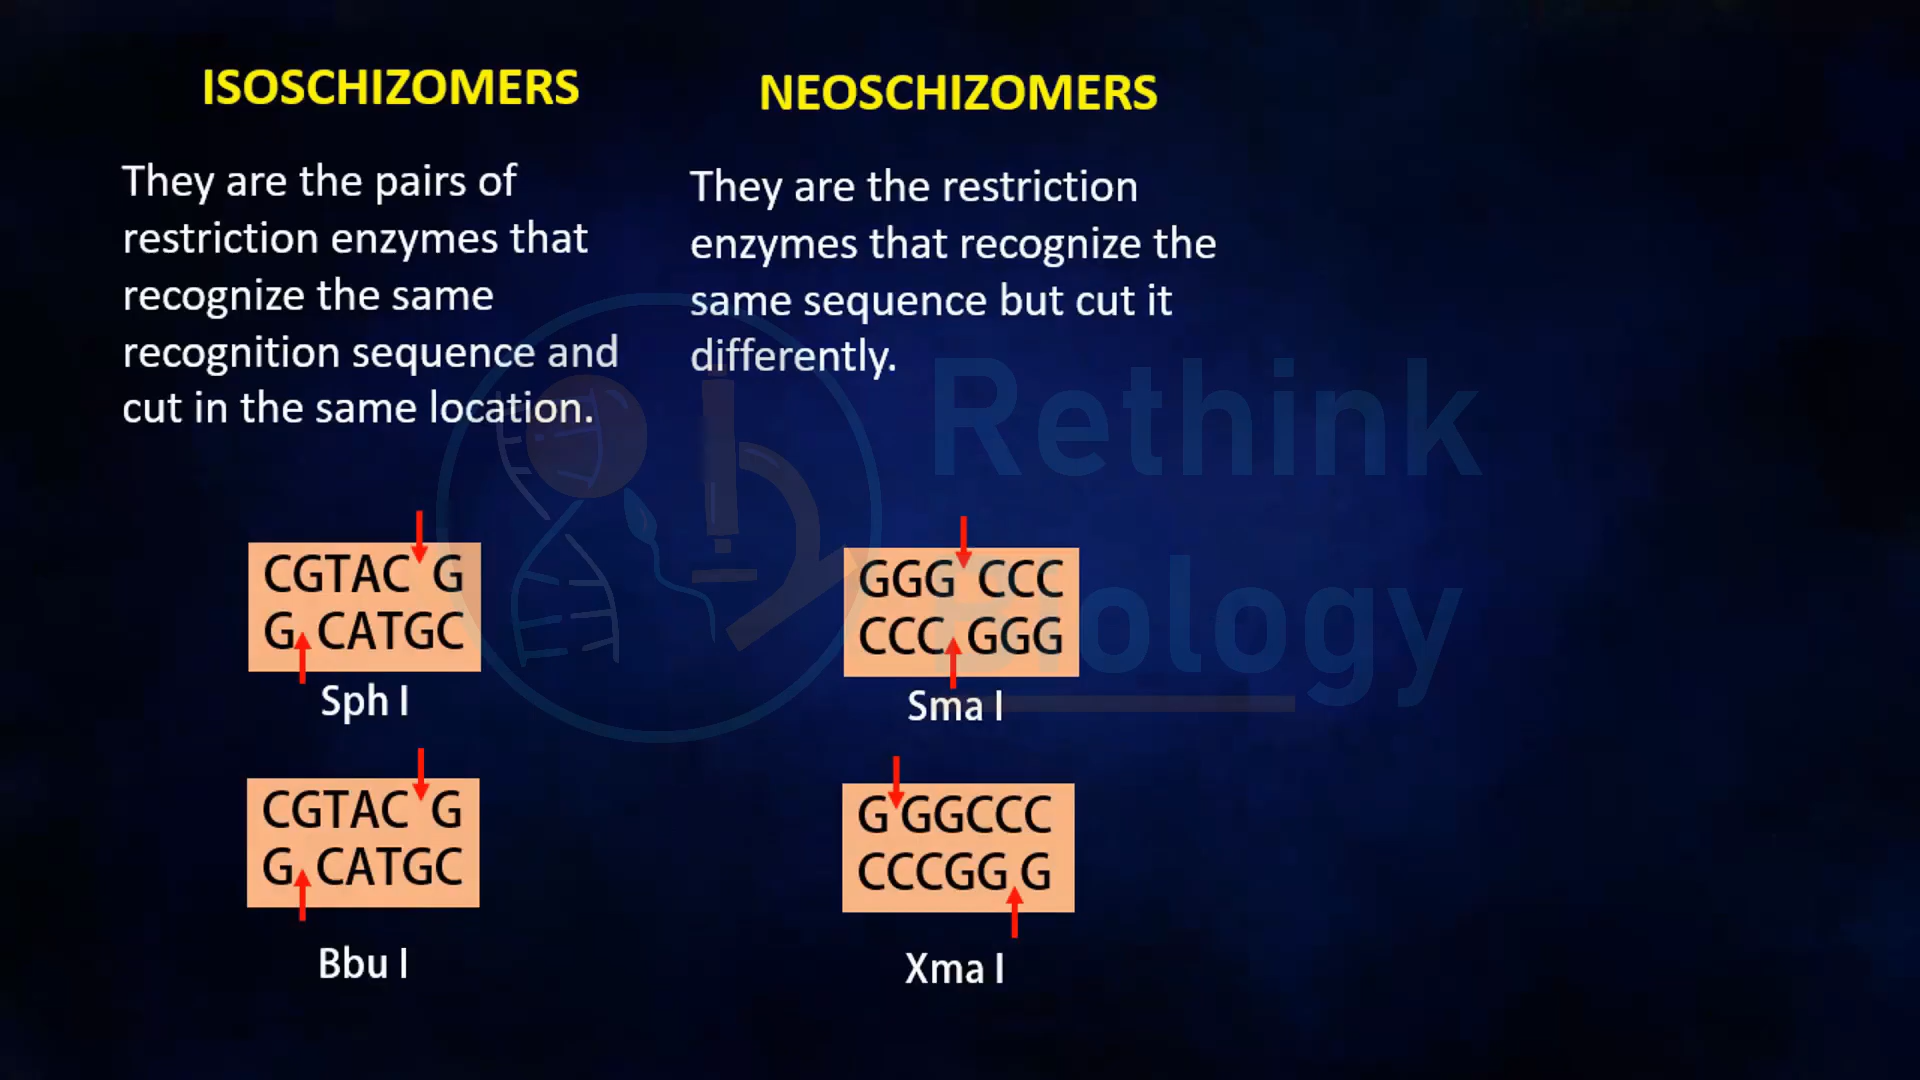 ISOSCHIZOMERS
They are the pairs of
restriction enzymes that
recognize the same
recognition sequence and
cut in the same location.
CGTAC G
G CATGC
Sph I
CGTAC G
G CATGC
Bbu I
NEOSCHIZOMERS
They are the restriction
enzymes that recognize the
same sequence but cut it
differently.
GGG CCC
CCC GGG
Sma I
G GGCCC
CCCGG G
Xma I
Rethink
Biology